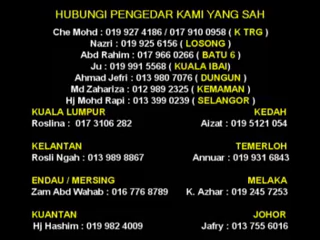 HUBUNGI PENGEDAR KAMI YANG SAH
Che Mohd : 019 927 4186 / 017 910 0958 ( K TRG )
Nazri : 019 925 6156 ( LOSONG )
Abd Rahim : 017 966 0266 ( BATU 6 )
Ju : 019 991 5568 ( KUALA IBAI)
Ahmad Jefri : 013 980 7076 ( DUNGUN )
Md Zahariza : 012 989 2325 ( KEMAMAN )
Hj Mohd Rapi : 013 399 0239 ( SELANGOR )
KUALA LUMPUR
Roslina : 017 3106 282
KEDAH
Aizat : 019 5121 054
KELANTAN
Rosli Ngah : 013 989 8867
TEMERLOH
Annuar : 019 931 6843
ENDAU / MERSING
Zam Abd Wahab : 016 776 8789
MELAKA
K. Azhar : 019 245 7253
KUANTAN
Hj Hashim : 019 982 4009
JOHOR
Jafry : 013 755 6016